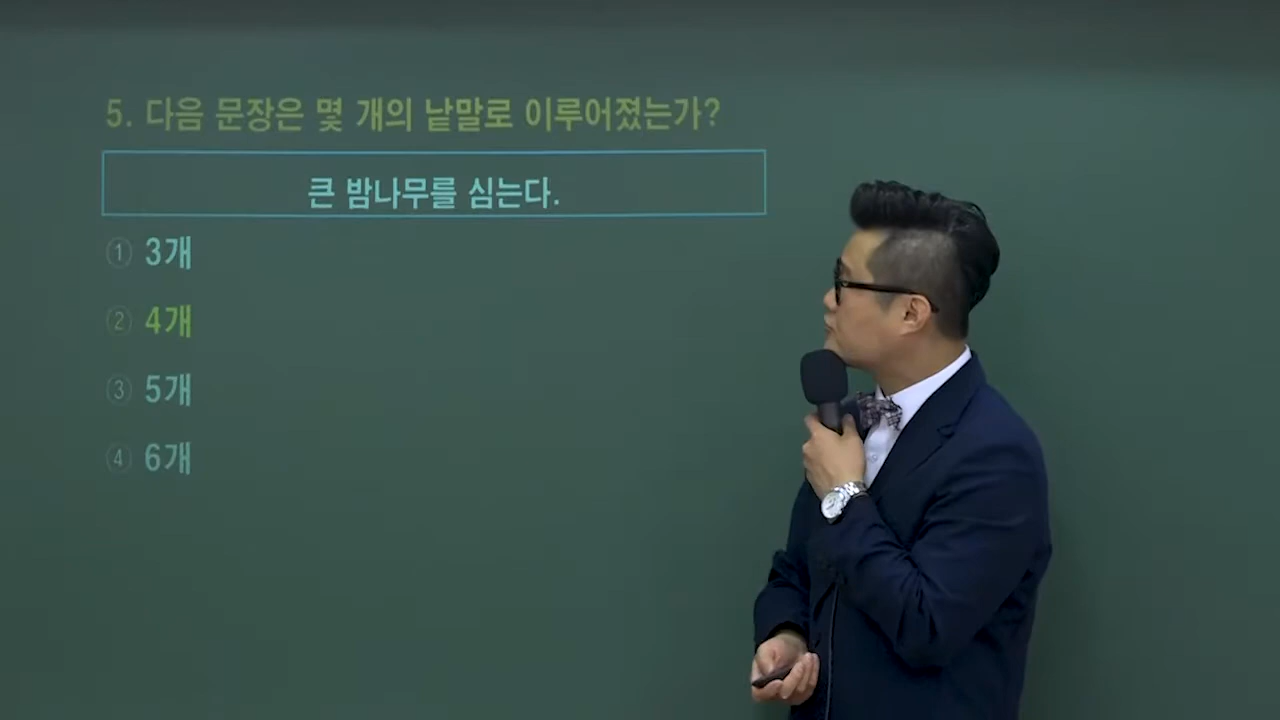 5. 다음 문장은 몇 개의 낱말로 이루어졌는가?
큰 밤나무를 심는다.
① 3개
② 4개
③ 5개
④ 6개